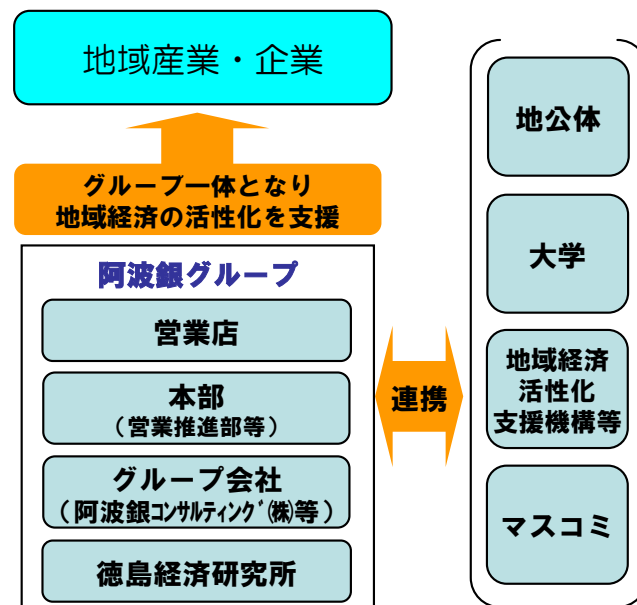 地域産業・企業
グループ一体となり
地域経済の活性化を支援
阿波銀グループ
営業店
本部
（営業推進部等）
グループ会社
（阿波銀ｺﾝｻﾙﾃｨﾝｸﾞ㈱等）
徳島経済研究所
連携
地公体
大学
地域経済
活性化
支援機構等
マスコミ